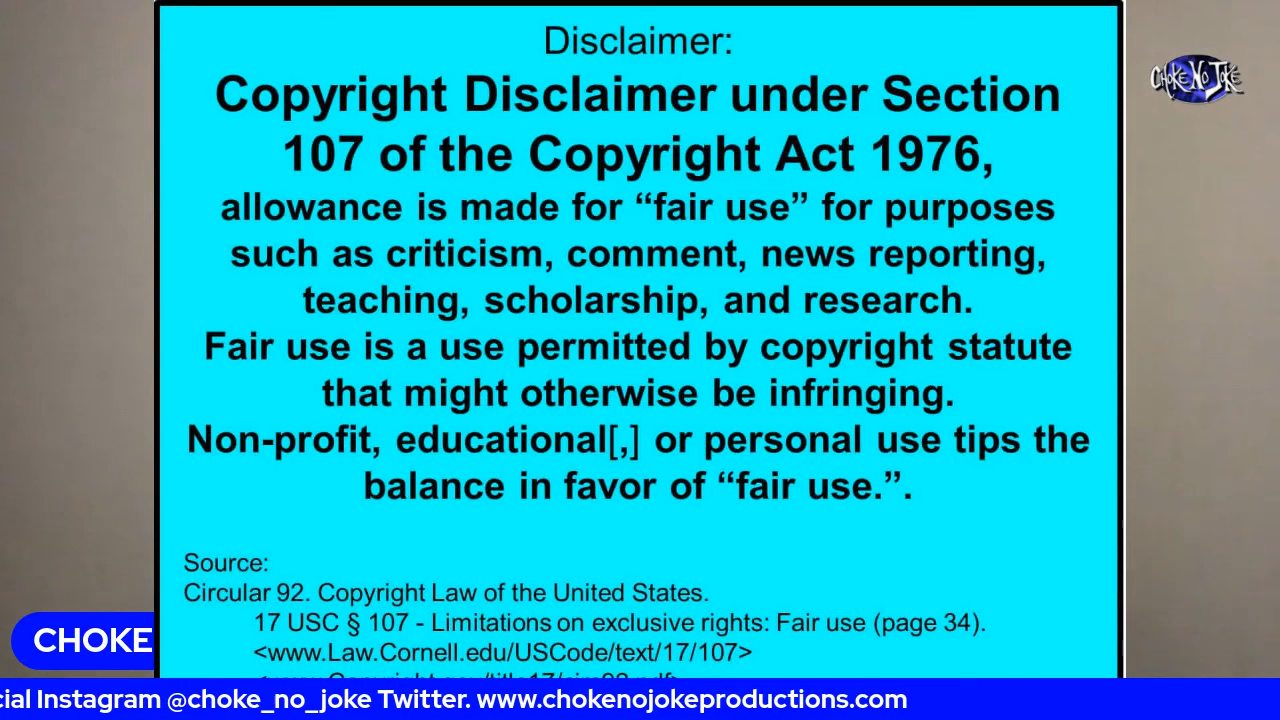 Disclaimer:
Copyright Disclaimer under Section
107 of the Copyright Act 1976,
allowance is made for “fair use” for purposes
such as criticism, comment, news reporting,
teaching, scholarship, and research.
Fair use is a use permitted by copyright statute
that might otherwise be infringing.
Non-profit, educational[,] or personal use tips the
balance in favor of “fair use.”.
Source:
Circular 92. Copyright Law of the United States.
17 USC § 107 - Limitations on exclusive rights: Fair use (page 34).
<www.Law.Cornell.edu/USCode/text/17/107>
CHOKE NO JOKE
CHOKE
cial Instagram @choke_no_joke Twitter. www.chokenojokeproductions.com